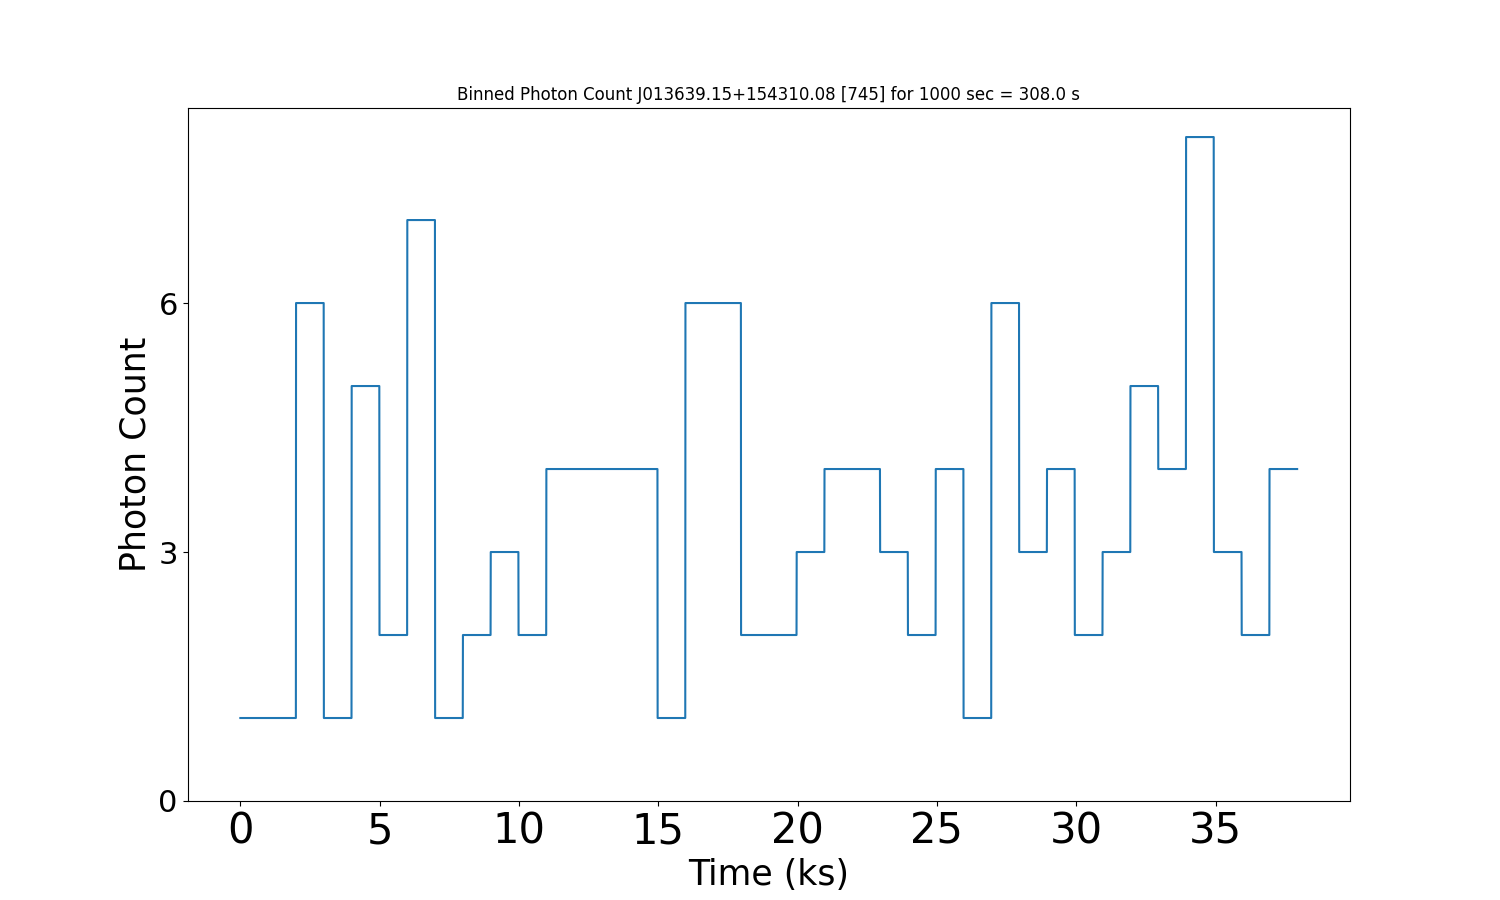 Binned Photon Count J013639.15+154310.08 [745] for 1000 sec = 308.0 s
Photon Count
6
3
0
0 5 10 15 20 25 30 35
Time (ks)